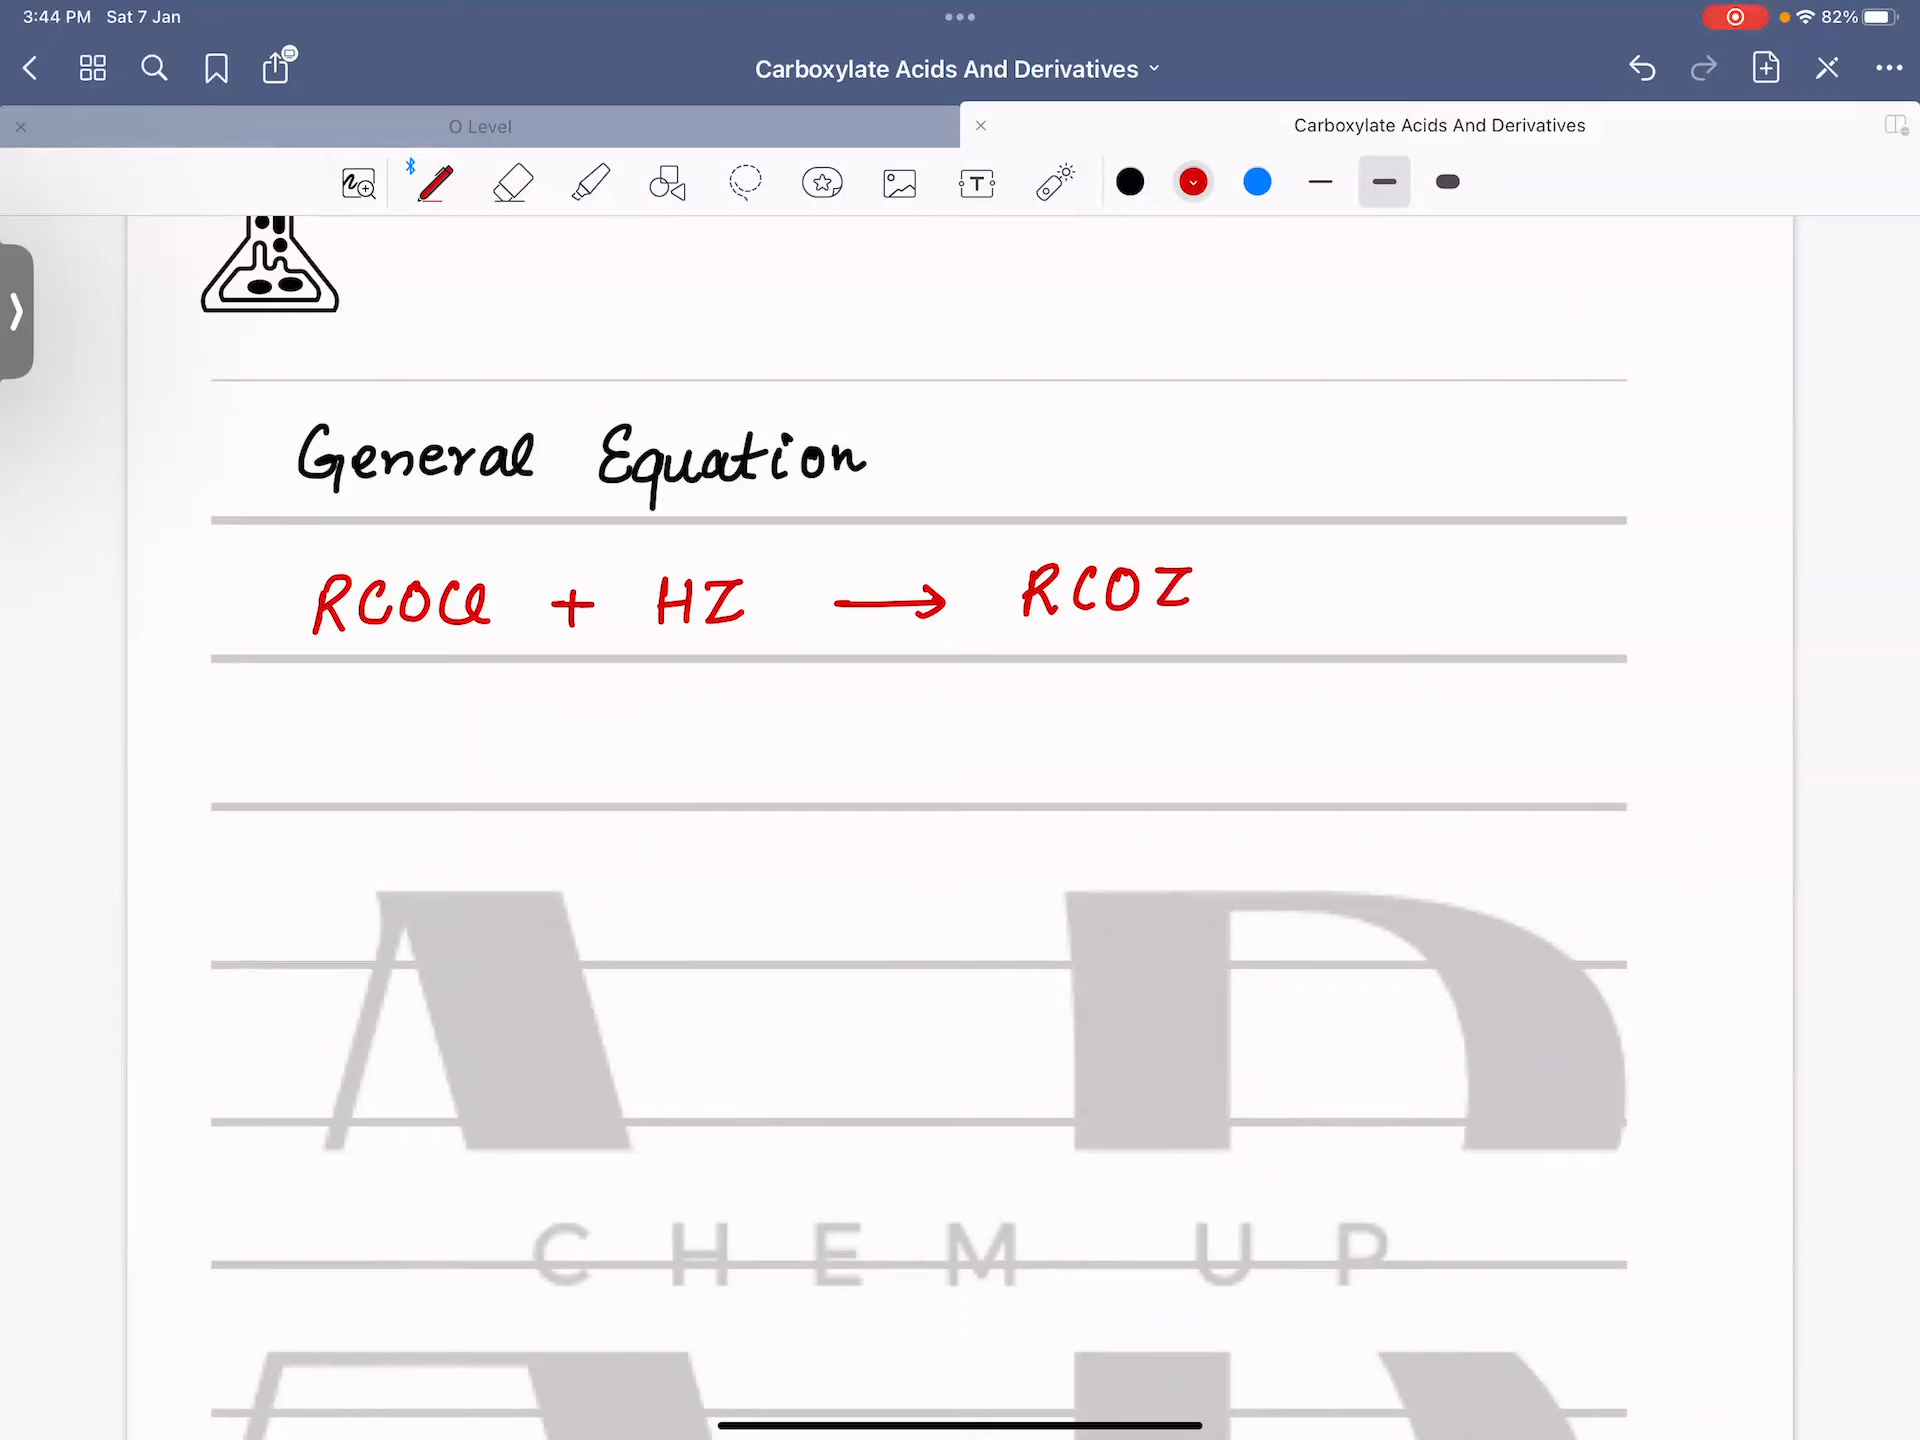 3:44 PM Sat 7 Jan
82%
Carboxylate Acids And Derivatives
O Level
Carboxylate Acids And Derivatives
T
General Equation
RCOCl + HZ → RCOZ
CHEM UP